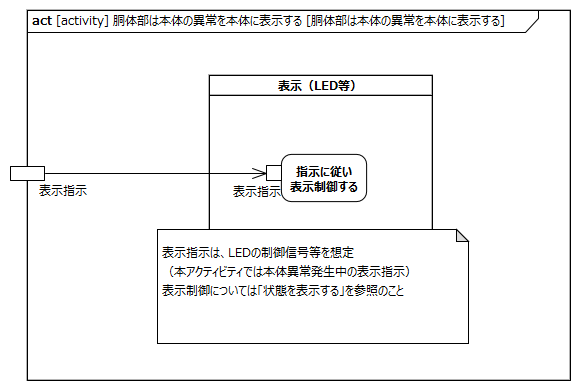 act [activity] 胴体部は本体の異常を本体に表示する [胴体部は本体の異常を本体に表示する]
表示（LED等）
指示に従い
表示制御する
表示指示
表示指示
表示指示は、LEDの制御信号等を想定
（本アクティビティでは本体異常発生中の表示指示）
表示制御については「状態を表示する」を参照のこと